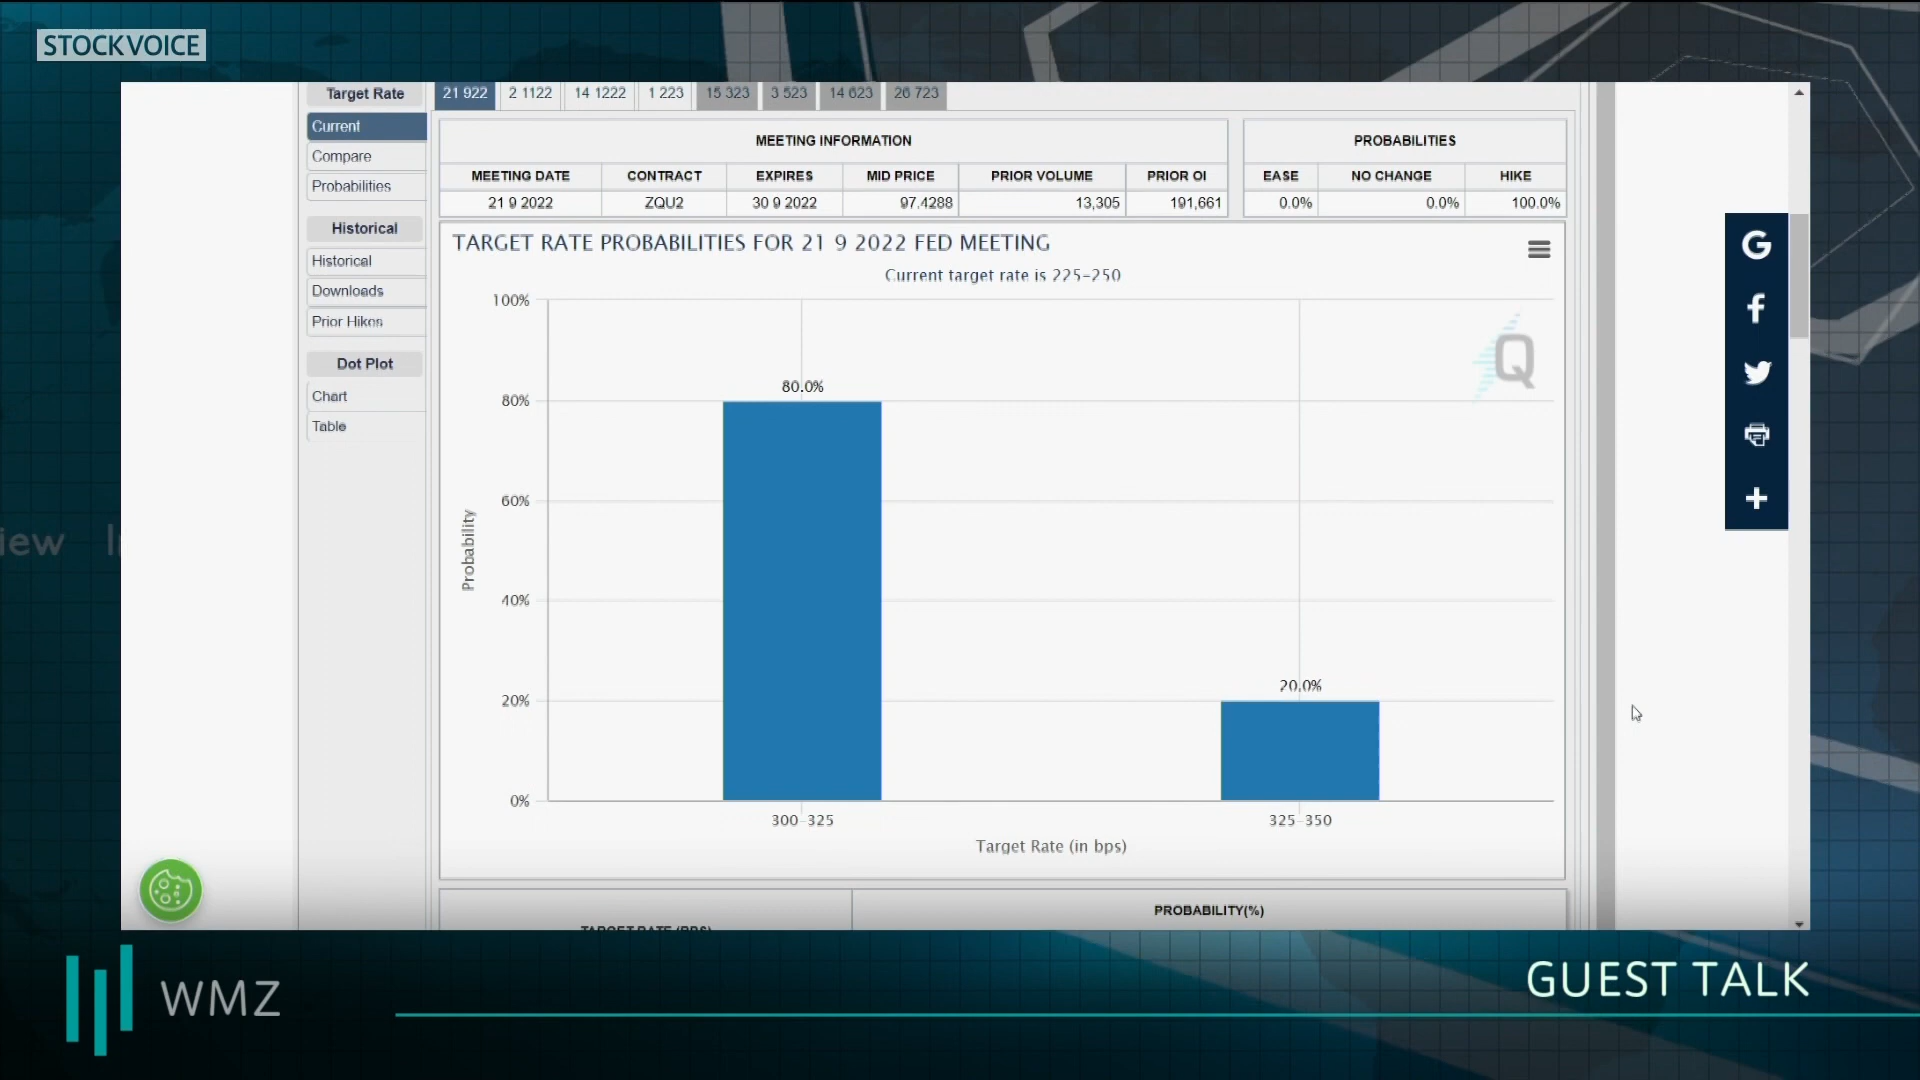 STOCKVOICE
Target Rate
Current
Compare
Probabilities
Historical
Historical
Downloads
Prior Hikes
Dot Plot
Chart
Table
21 922 2 1122 14 1222 1 223 15 323 3 523 14 623 26 723
MEETING INFORMATION
MEETING DATE CONTRACT EXPIRES MID PRICE PRIOR VOLUME PRIOR OI
21 9 2022 ZQU2 30 9 2022 97.4288 13,305 191,661
PROBABILITIES
EASE NO CHANGE HIKE
0.0% 0.0% 100.0%
TARGET RATE PROBABILITIES FOR 21 9 2022 FED MEETING
Current target rate is 225-250
Q
100%
80%
60%
40%
20%
0%
Probability
80.0%
20.0%
300-325 325-350
Target Rate (in bps)
PROBABILITY(%)
TARGET RATE (BPS)
iew
WMZ
GUEST TALK